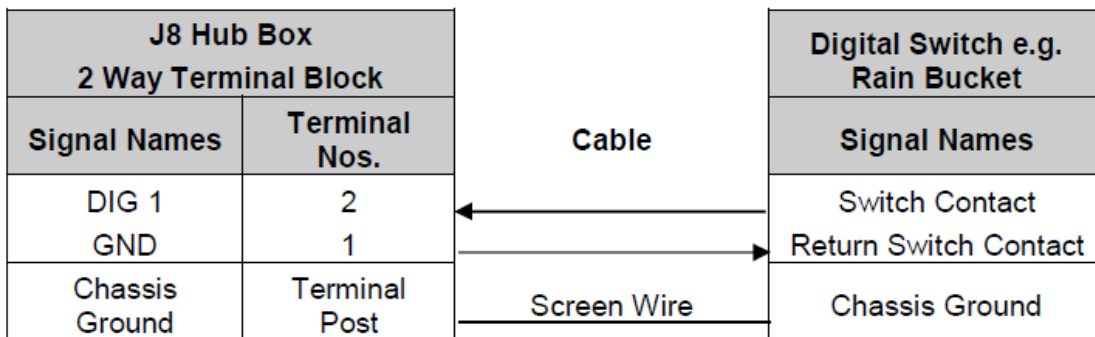 J8 Hub Box
2 Way Terminal Block
Digital Switch e.g.
Rain Bucket
Signal Names
Terminal
Nos.
Cable
Signal Names
DIG 1 2 Switch Contact
GND 1 Return Switch Contact
Chassis
Ground
Terminal
Post
Screen Wire
Chassis Ground